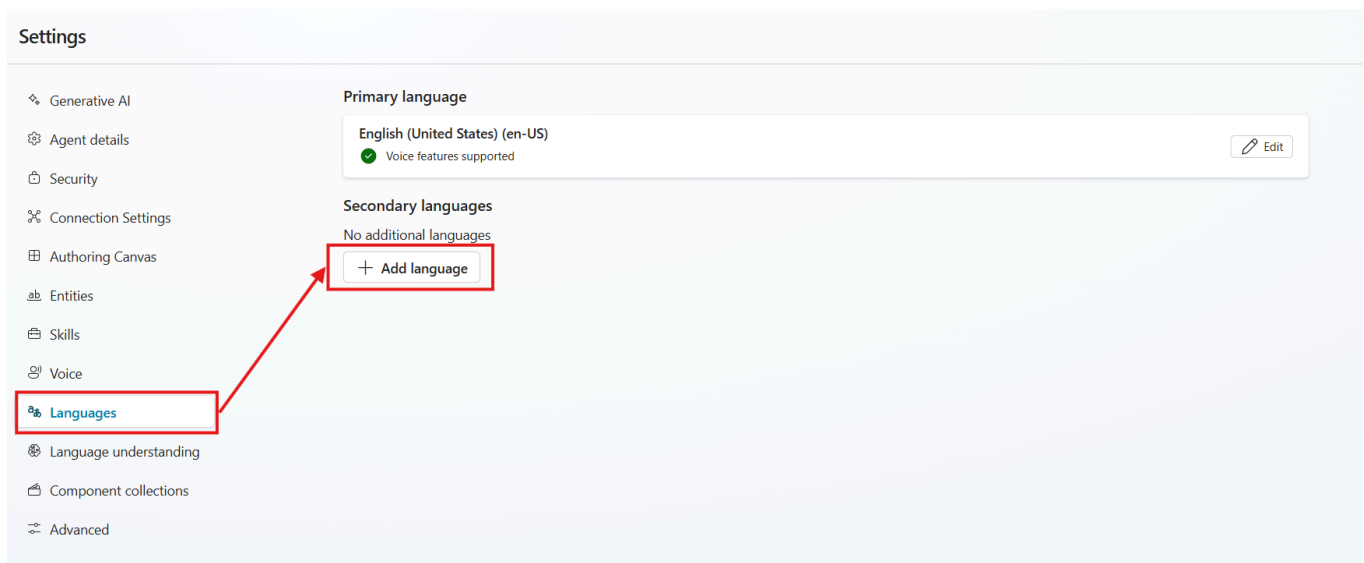 Settings
Generative AI
Agent details
Security
Connection Settings
Authoring Canvas
Entities
Skills
Voice
Languages
Language understanding
Component collections
Advanced
Primary language
English (United States) (en-US)
Voice features supported
Edit
Secondary languages
No additional languages
Add language